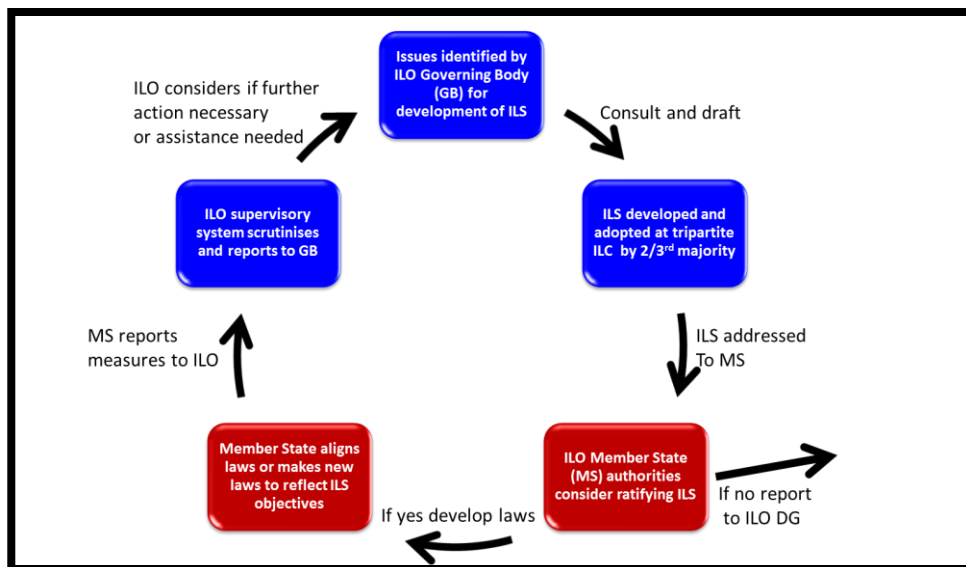 Issues identified by
ILO Governing Body
(GB) for
development of ILS
Consult and draft
ILS developed and
adopted at tripartite
ILC by 2/3rd majority
ILS addressed
To MS
ILO Member State
(MS) authorities
consider ratifying ILS
If no report
to ILO DG
If yes develop laws
Member State aligns
laws or makes new
laws to reflect ILS
objectives
MS reports
measures to ILO
ILO supervisory
system scrutinises
and reports to GB
ILO considers if further
action necessary
or assistance needed